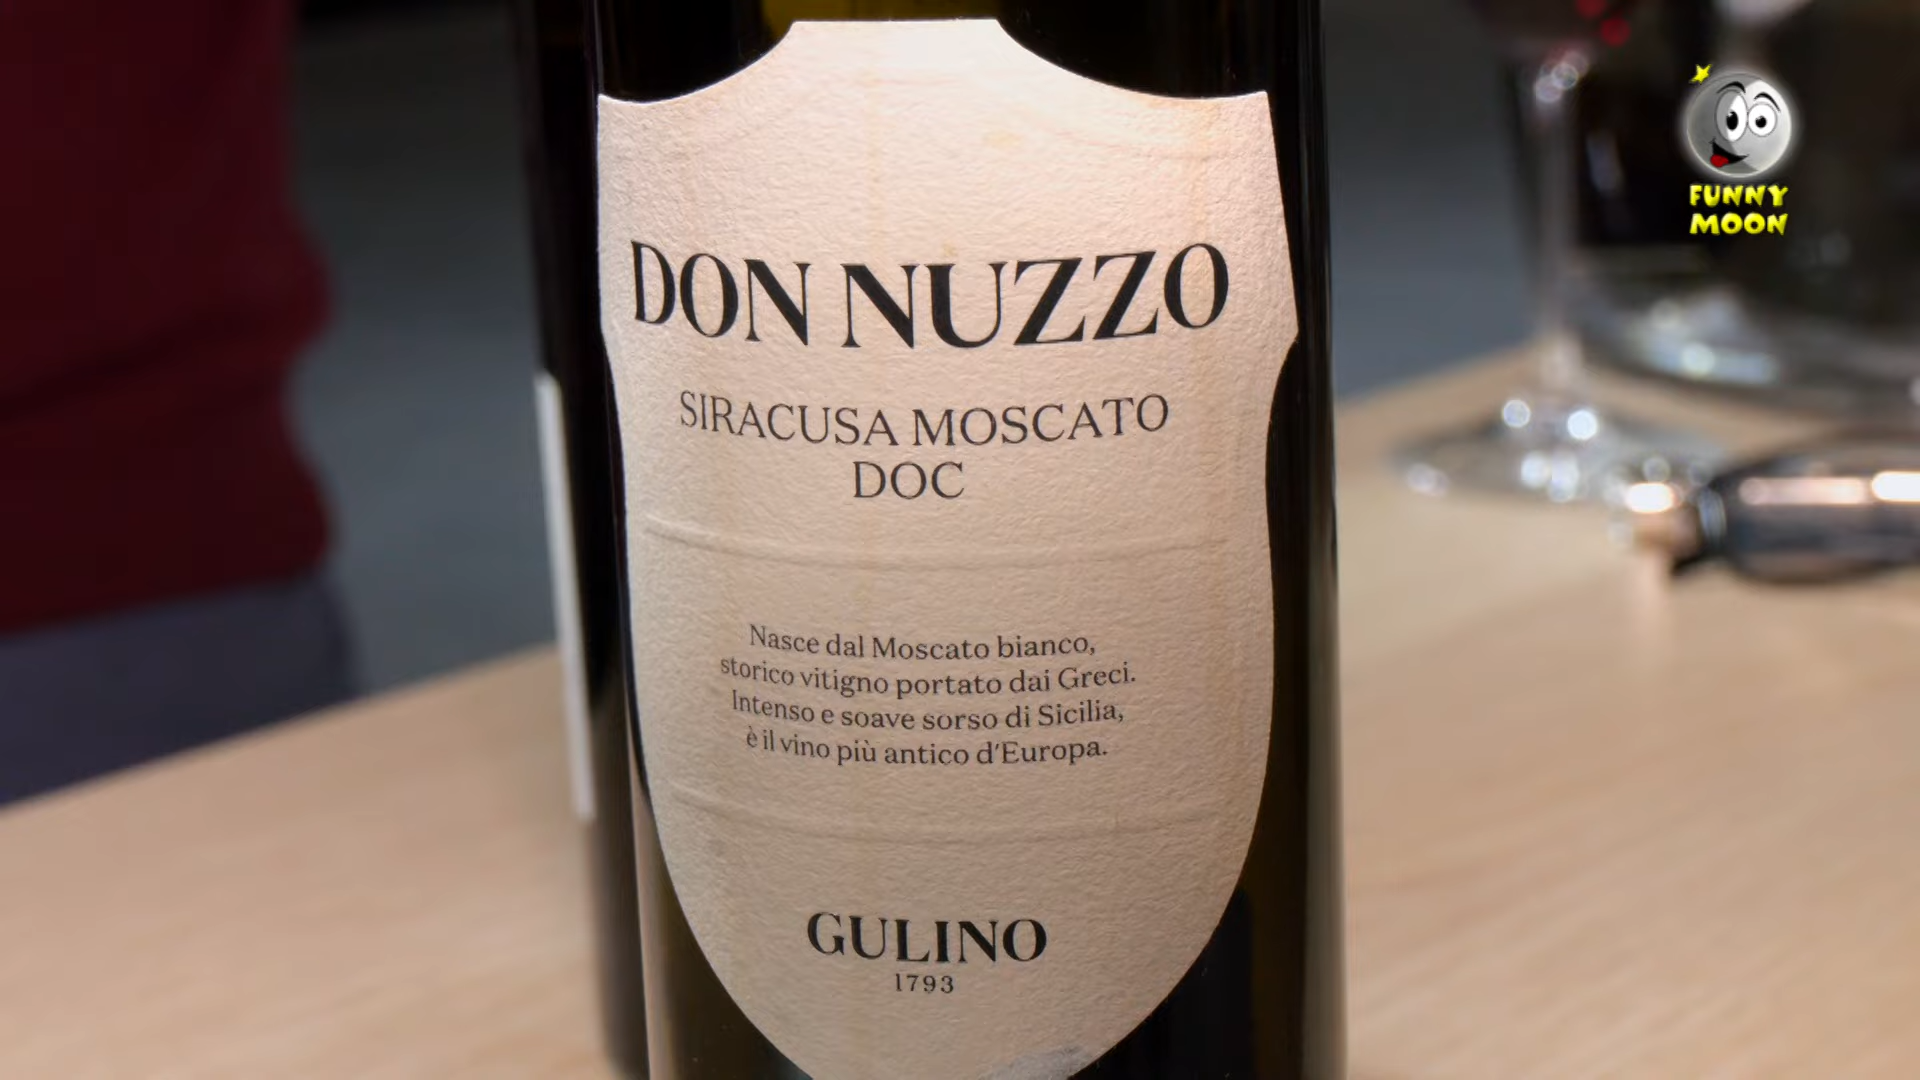 FUNNY
MOON
DON NUZZO
SIRACUSA MOSCATO
DOC
Nasce dal Moscato bianco,
storico vitigno portato dai Greci.
Intenso e soave sorso di Sicilia,
è il vino più antico d'Europa.
GULINO
1793